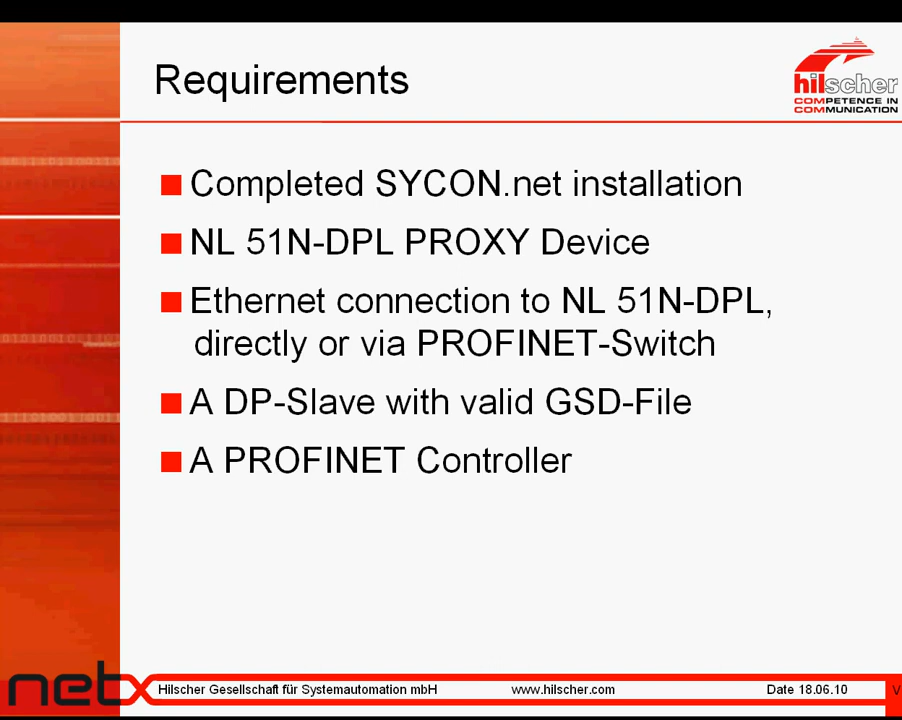 Requirements
hilscher
COMPETENCE IN
COMMUNICATION
Completed SYCON.net installation
NL 51N-DPL PROXY Device
Ethernet connection to NL 51N-DPL,
directly or via PROFINET-Switch
A DP-Slave with valid GSD-File
A PROFINET Controller
netx
Hilscher Gesellschaft für Systemautomation mbH www.hilscher.com Date 18.06.10